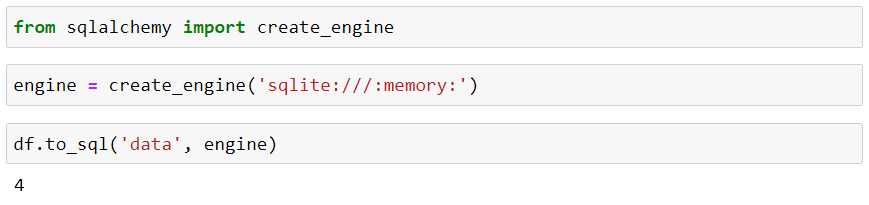 from sqlalchemy import create_engine
engine = create_engine('sqlite:///:memory:')
df.to_sql('data', engine)
4